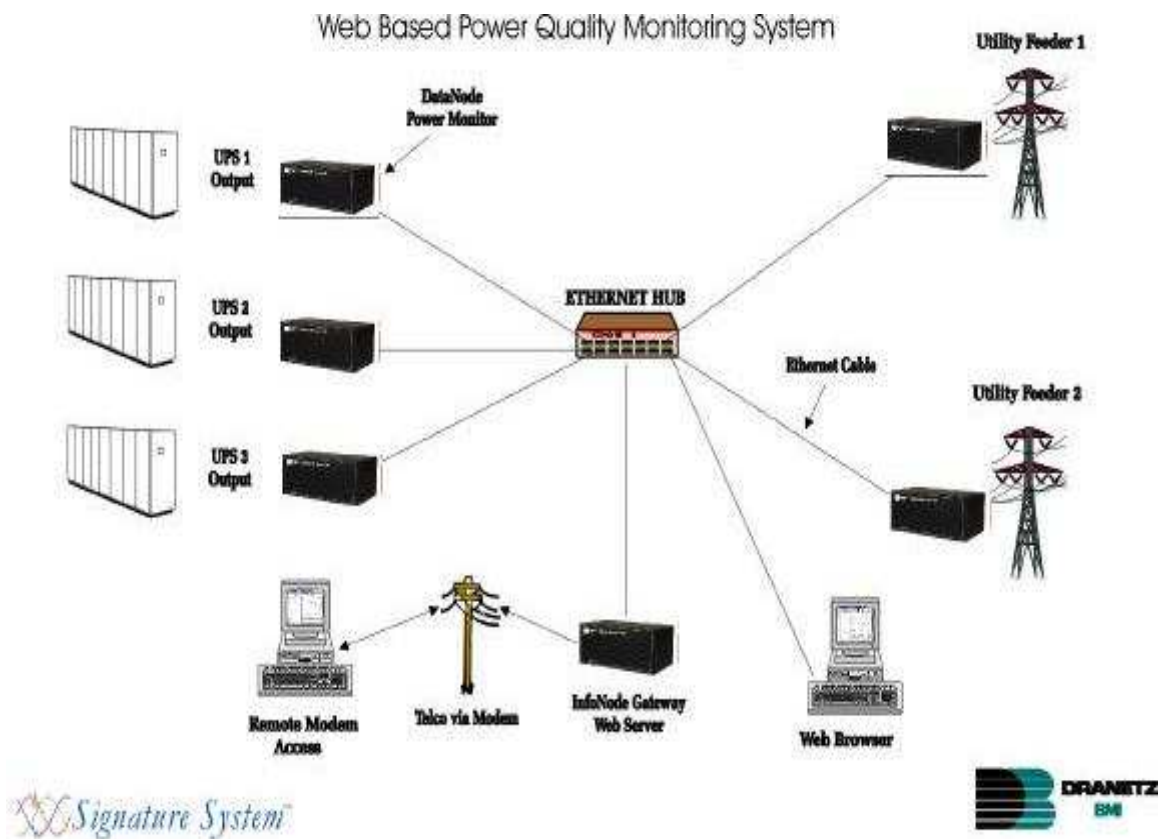 Web Based Power Quality Monitoring System
Utility Feeder 1
DataNode
Power Monitor
UPS 1
Output
ETHERNET HUB
UPS 2
Output
Ethernet Cable
Utility Feeder 2
UPS 3
Output
InfoNode Gateway
Web Server
Telco via Modem
Remote Modem
Access
Web Browser
Signature System™
DRANETZ
BMI